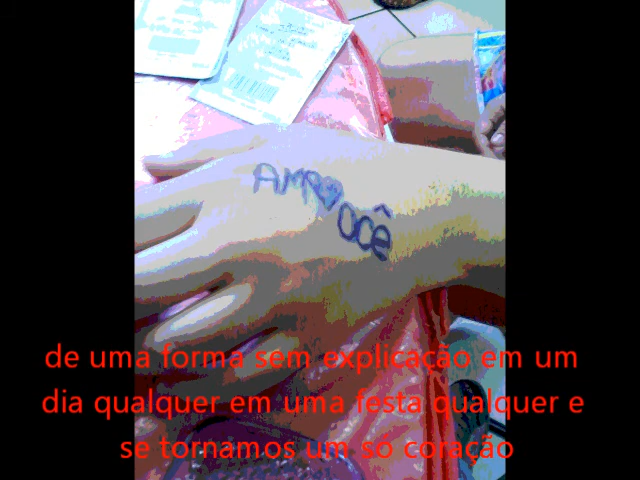 AMO
VOCÊ
de uma forma sem explicação em um
dia qualquer em uma festa qualquer e
se tornamos um só coração